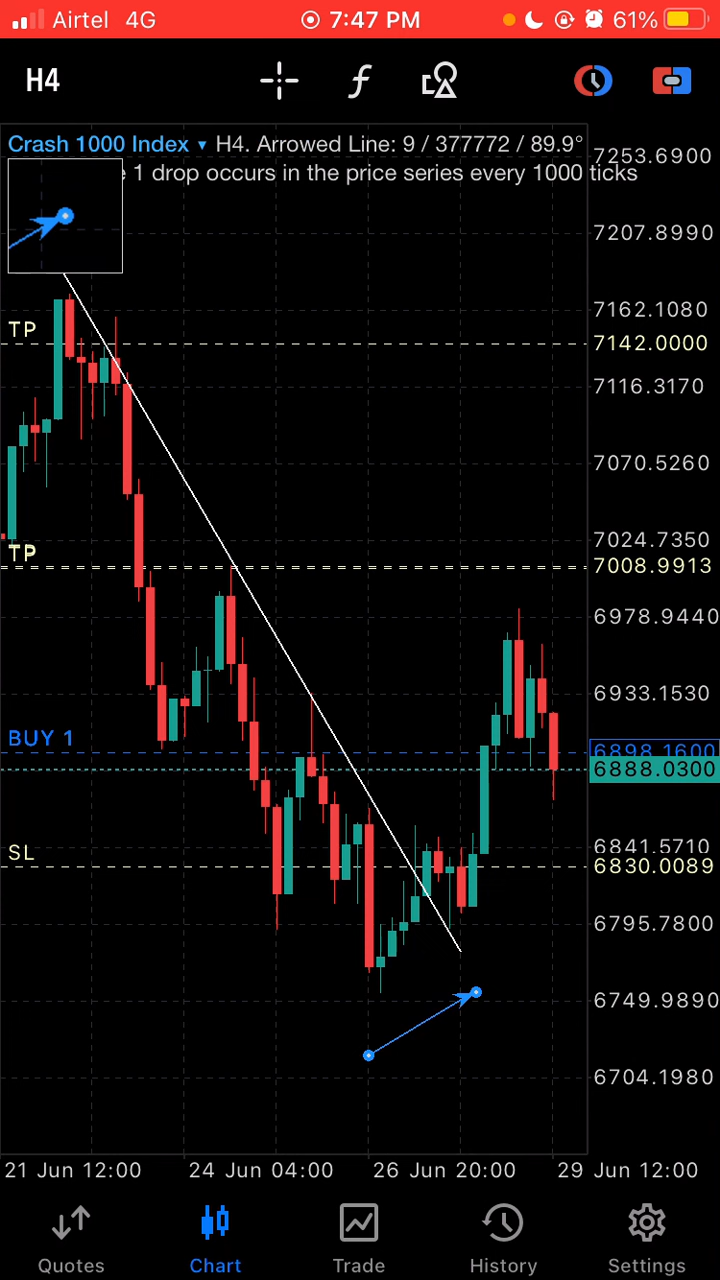 Airtel 4G 7:47 PM 61%
H4 f
Crash 1000 Index ▾ H4. Arrowed Line: 9 / 377772 / 89.9°
1 drop occurs in the price series every 1000 ticks
7253.6900
7207.8990
7162.1080
TP
7142.0000
7116.3170
7070.5260
7024.7350
TP
7008.9913
6978.9440
6933.1530
BUY 1
6898.1600
6888.0300
6841.5710
SL
6830.0089
6795.7800
6749.9890
6704.1980
21 Jun 12:00 24 Jun 04:00 26 Jun 20:00 29 Jun 12:00
Quotes Chart Trade History Settings